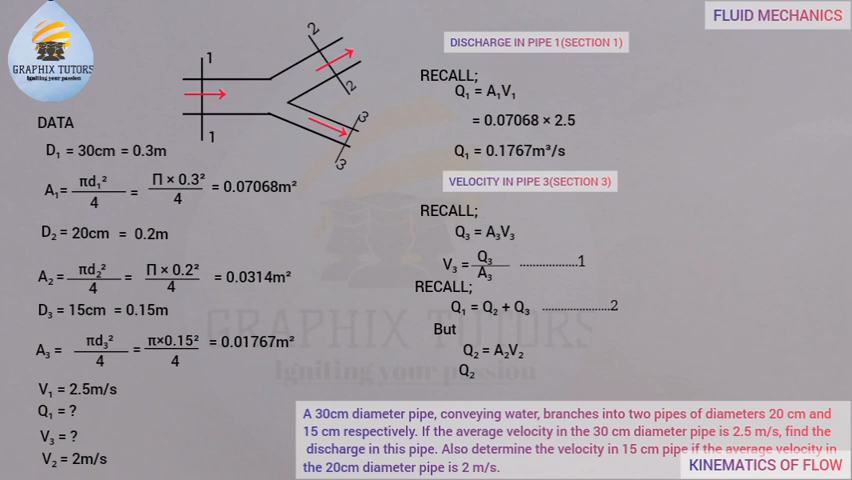 FLUID MECHANICS
GRAPHIX TUTORS
Igniting your passion
1
1
2
2
3
3
DATA
D₁ = 30cm = 0.3m
A₁ = πd₁²/4 = Π × 0.3²/4 = 0.07068m²
D₂ = 20cm = 0.2m
A₂ = πd₂²/4 = Π × 0.2²/4 = 0.0314m²
D₃ = 15cm = 0.15m
A₃ = πd₃²/4 = π×0.15²/4 = 0.01767m²
V₁ = 2.5m/s
Q₁ = ?
V₃ = ?
V₂ = 2m/s
DISCHARGE IN PIPE 1(SECTION 1)
RECALL;
Q₁ = A₁V₁
= 0.07068 × 2.5
Q₁ = 0.1767m³/s
VELOCITY IN PIPE 3(SECTION 3)
RECALL;
Q₃ = A₃V₃
V₃ = Q₃/A₃ ....................1
RECALL;
Q₁ = Q₂ + Q₃ ........................2
But
Q₂ = A₂V₂
Q₂
GRAPHIX TUTORS
Igniting your passion
A 30cm diameter pipe, conveying water, branches into two pipes of diameters 20 cm and
15 cm respectively. If the average velocity in the 30 cm diameter pipe is 2.5 m/s, find the
discharge in this pipe. Also determine the velocity in 15 cm pipe if the average velocity in
the 20cm diameter pipe is 2 m/s.
KINEMATICS OF FLOW